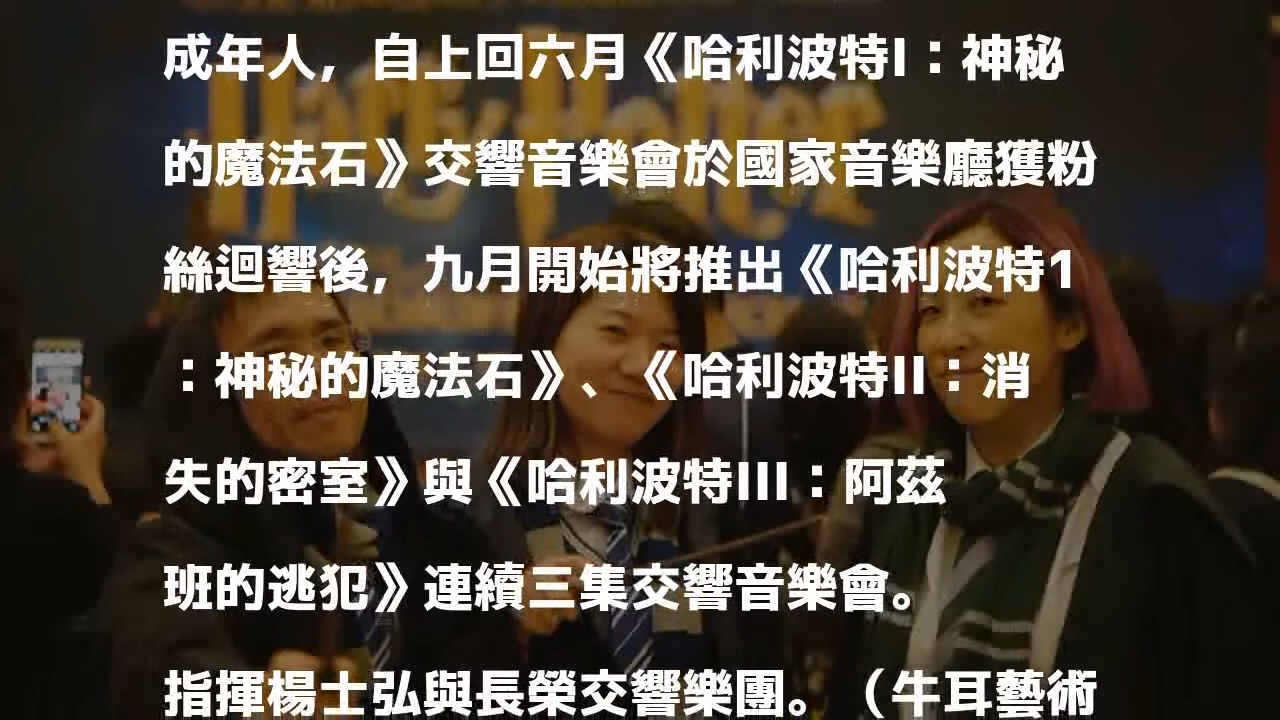 Harry Potter
成年人，自上回六月《哈利波特I：神秘
的魔法石》交響音樂會於國家音樂廳獲粉
絲迴響後，九月開始將推出《哈利波特1
：神秘的魔法石》、《哈利波特II：消
失的密室》與《哈利波特III：阿茲
班的逃犯》連續三集交響音樂會。
指揮楊士弘與長榮交響樂團。（牛耳藝術